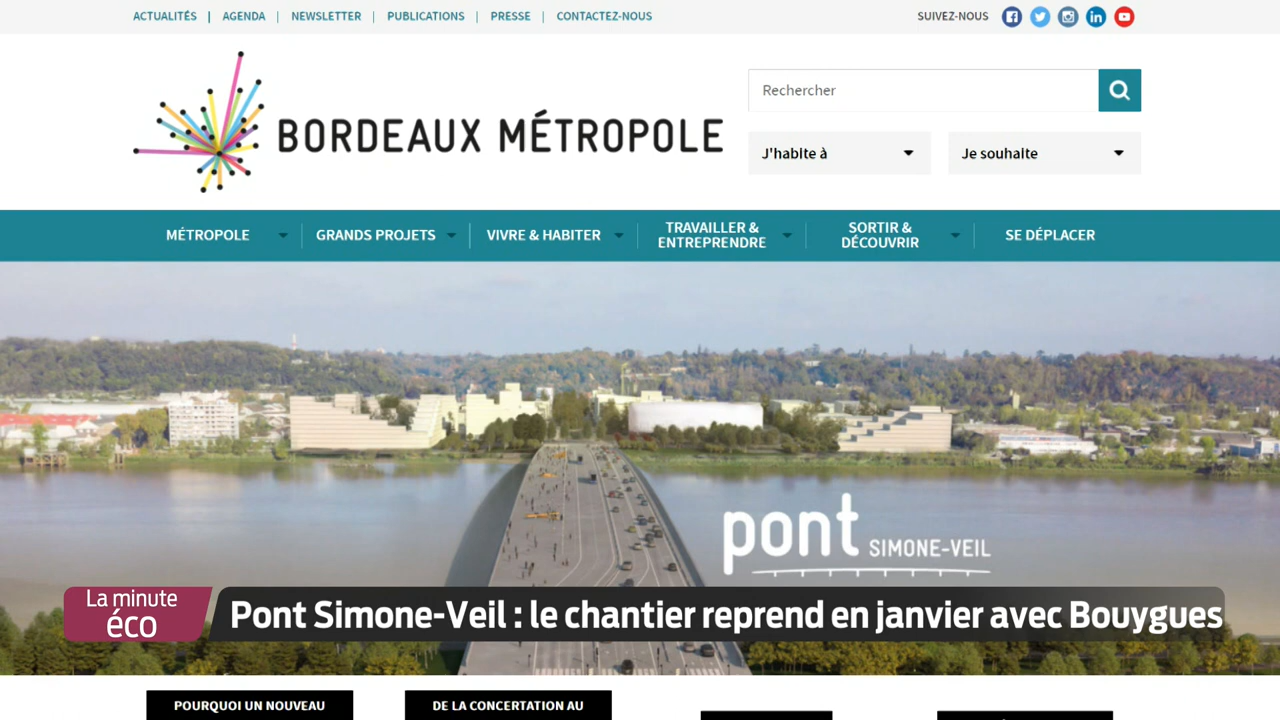 ACTUALITÉS | AGENDA | NEWSLETTER | PUBLICATIONS | PRESSE | CONTACTEZ-NOUS
SUIVEZ-NOUS
BORDEAUX MÉTROPOLE
Rechercher
J'habite à
Je souhaite
MÉTROPOLE
GRANDS PROJETS
VIVRE & HABITER
TRAVAILLER &
ENTREPRENDRE
SORTIR &
DÉCOUVRIR
SE DÉPLACER
pont
SIMONE-VEIL
La minute
éco
Pont Simone-Veil : le chantier reprend en janvier avec Bouygues
POURQUOI UN NOUVEAU
DE LA CONCERTATION AU